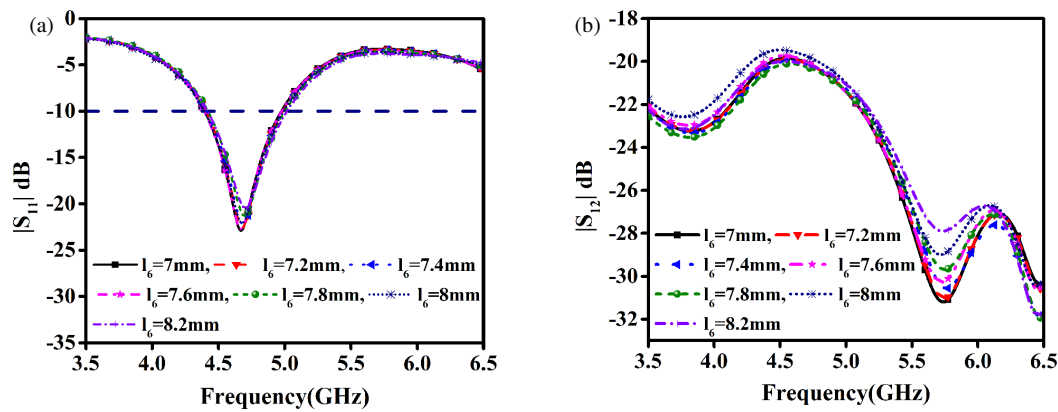 (a)
0
-5
-10
-15
-20
-25
-30
-35
|S11| dB
l6=7mm, l6=7.2mm, l6=7.4mm
l6=7.6mm, l6=7.8mm, l6=8mm
l6=8.2mm
3.5 4.0 4.5 5.0 5.5 6.0 6.5
Frequency(GHz)
(b)
-18
-20
-22
-24
-26
-28
-30
-32
|S12| dB
l6=7mm, l6=7.2mm
l6=7.4mm, l6=7.6mm
l6=7.8mm, l6=8mm
l6=8.2mm
3.5 4.0 4.5 5.0 5.5 6.0 6.5
Frequency(GHz)